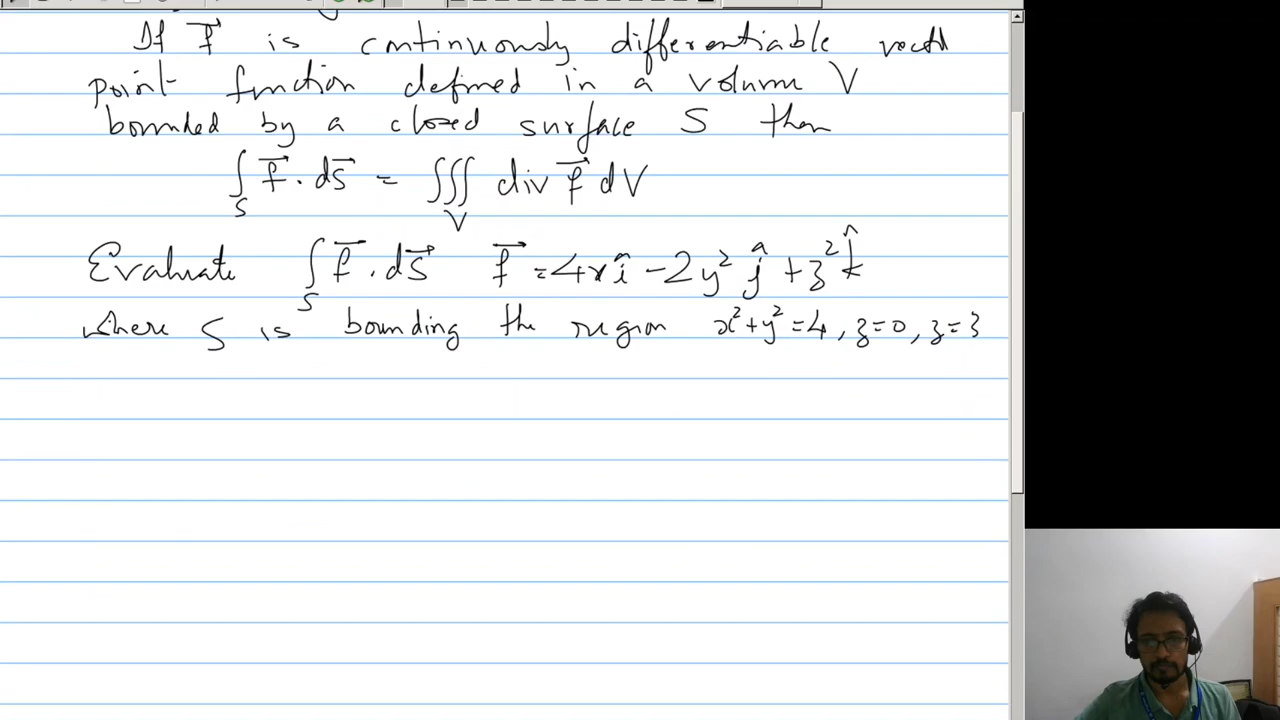 If f⃗ is continuously differentiable
point function defined in a volume V
bounded by a closed surface S then
∫_S f⃗ . ds⃗ = ∭_V div f⃗ dV
Evaluate ∫_S f⃗ . ds⃗ f⃗ = 4x î - 2y² ĵ + z² k̂
where S is bounding the region x² + y² = 4, z=0, z=3